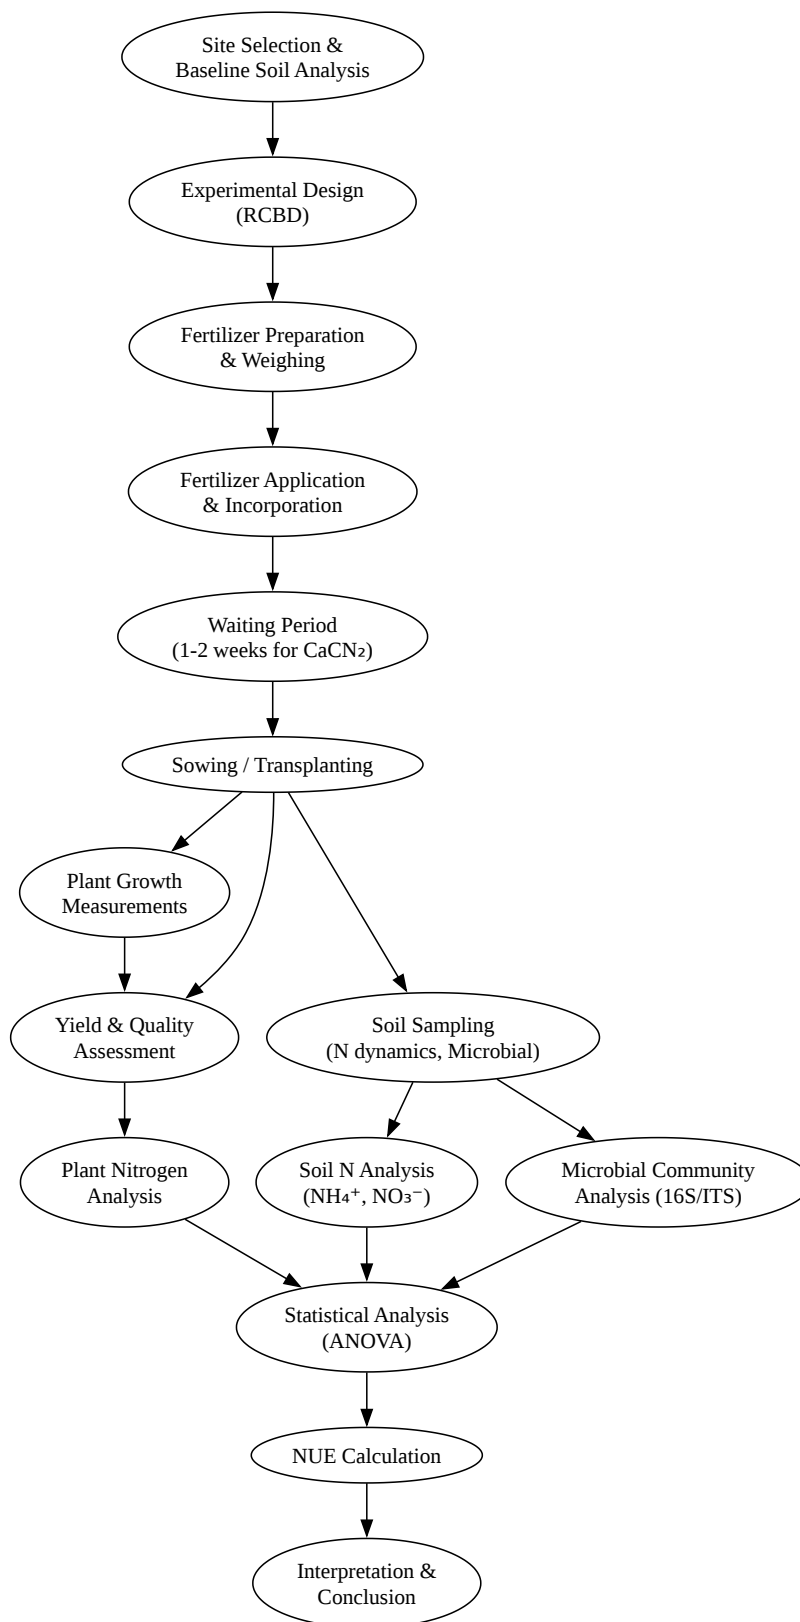 Site Selection &
Baseline Soil Analysis
Experimental Design
(RCBD)
Fertilizer Preparation
& Weighing
Fertilizer Application
& Incorporation
Waiting Period
(1-2 weeks for CaCN₂)
Sowing / Transplanting
Plant Growth
Measurements
Yield & Quality
Assessment
Soil Sampling
(N dynamics, Microbial)
Plant Nitrogen
Analysis
Soil N Analysis
(NH₄⁺, NO₃⁻)
Microbial Community
Analysis (16S/ITS)
Statistical Analysis
(ANOVA)
NUE Calculation
Interpretation &
Conclusion